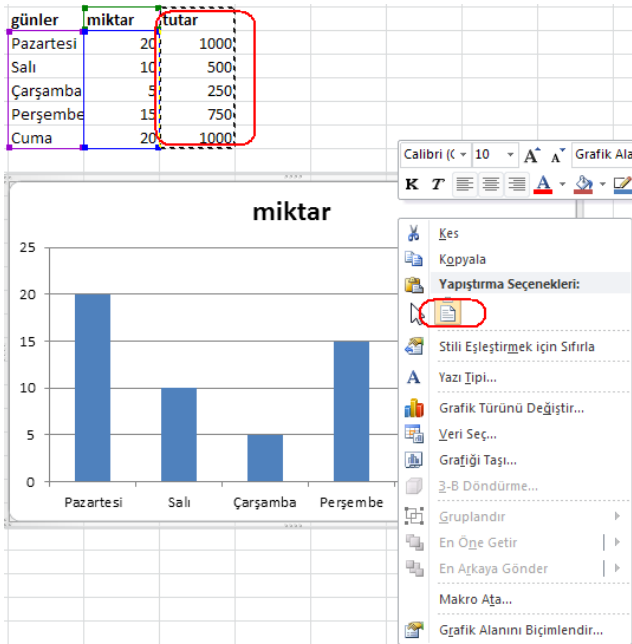 günler miktar tutar
Pazartesi 20 1000
Salı 10 500
Çarşamba 5 250
Perşembe 15 750
Cuma 20 1000
Calibri (C 10 A A Grafik Ala
K T A
miktar
25
20
15
10
5
0
Pazartesi Salı Çarşamba Perşembe
Kes
Kopyala
Yapıştırma Seçenekleri:
Stili Eşleştirmek için Sıfırla
A Yazı Tipi...
Grafik Türünü Değiştir...
Veri Seç...
Grafiği Taşı...
3-B Döndürme...
Gruplandır
En Öne Getir
En Arkaya Gönder
Makro Ata...
Grafik Alanını Biçimlendir...